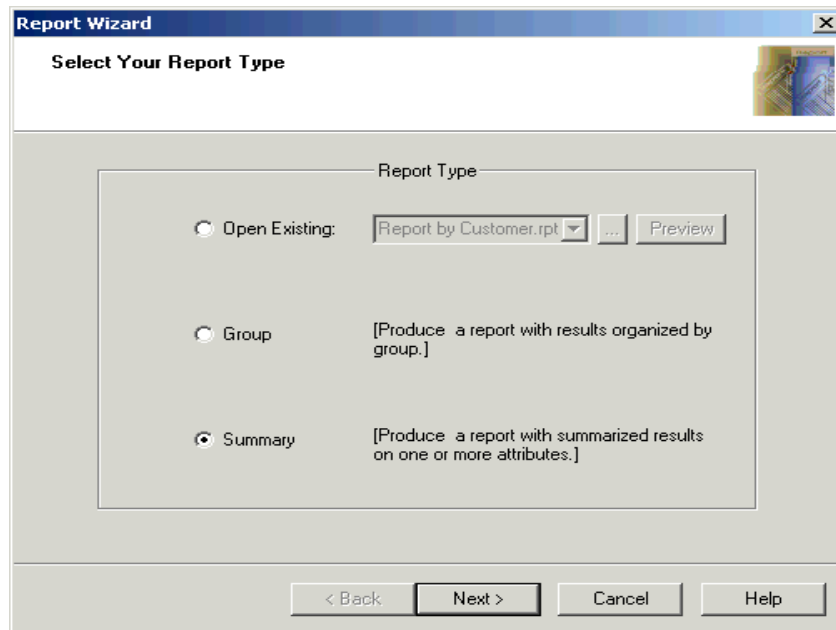 Report Wizard
Select Your Report Type
Report Type
Open Existing: Report by Customer.rpt ... Preview
Group [Produce a report with results organized by
group.]
Summary [Produce a report with summarized results
on one or more attributes.]
< Back Next > Cancel Help